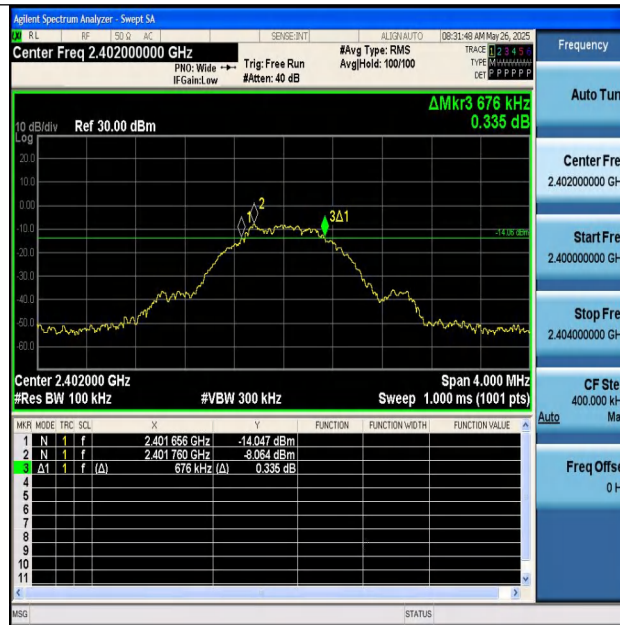 Agilent Spectrum Analyzer - Swept SA
RL RF 50 Ω AC SENSE:INT ALIGN AUTO 08:31:48 AM May 26, 2025
Center Freq 2.402000000 GHz
PNO: Wide
IFGain:Low
Trig: Free Run
#Atten: 40 dB
#Avg Type: RMS
Avg|Hold: 100/100
TRACE 1 2 3 4 5 6
TYPE M
DET P P P P P P
ΔMkr3 676 kHz
0.335 dB
10 dB/div Ref 30.00 dBm
Log
20.0
10.0
0.00
-10.0
-20.0
-30.0
-40.0
-50.0
-60.0
1
2
3Δ1
-14.06 dBm
Center 2.402000 GHz Span 4.000 MHz
#Res BW 100 kHz #VBW 300 kHz Sweep 1.000 ms (1001 pts)
MKR MODE TRC SCL X Y FUNCTION FUNCTION WIDTH FUNCTION VALUE
1 N 1 f 2.401 656 GHz -14.047 dBm
2 N 1 f 2.401 760 GHz -8.064 dBm
3 Δ1 1 f (Δ) 676 kHz (Δ) 0.335 dB
4
5
6
7
8
9
10
11
MSG STATUS
Frequency
Auto Tun
Center Fre
2.402000000 GH
Start Fre
2.400000000 GH
Stop Fre
2.404000000 GH
CF Ste
400.000 kH
Auto Ma
Freq Offse
0 H